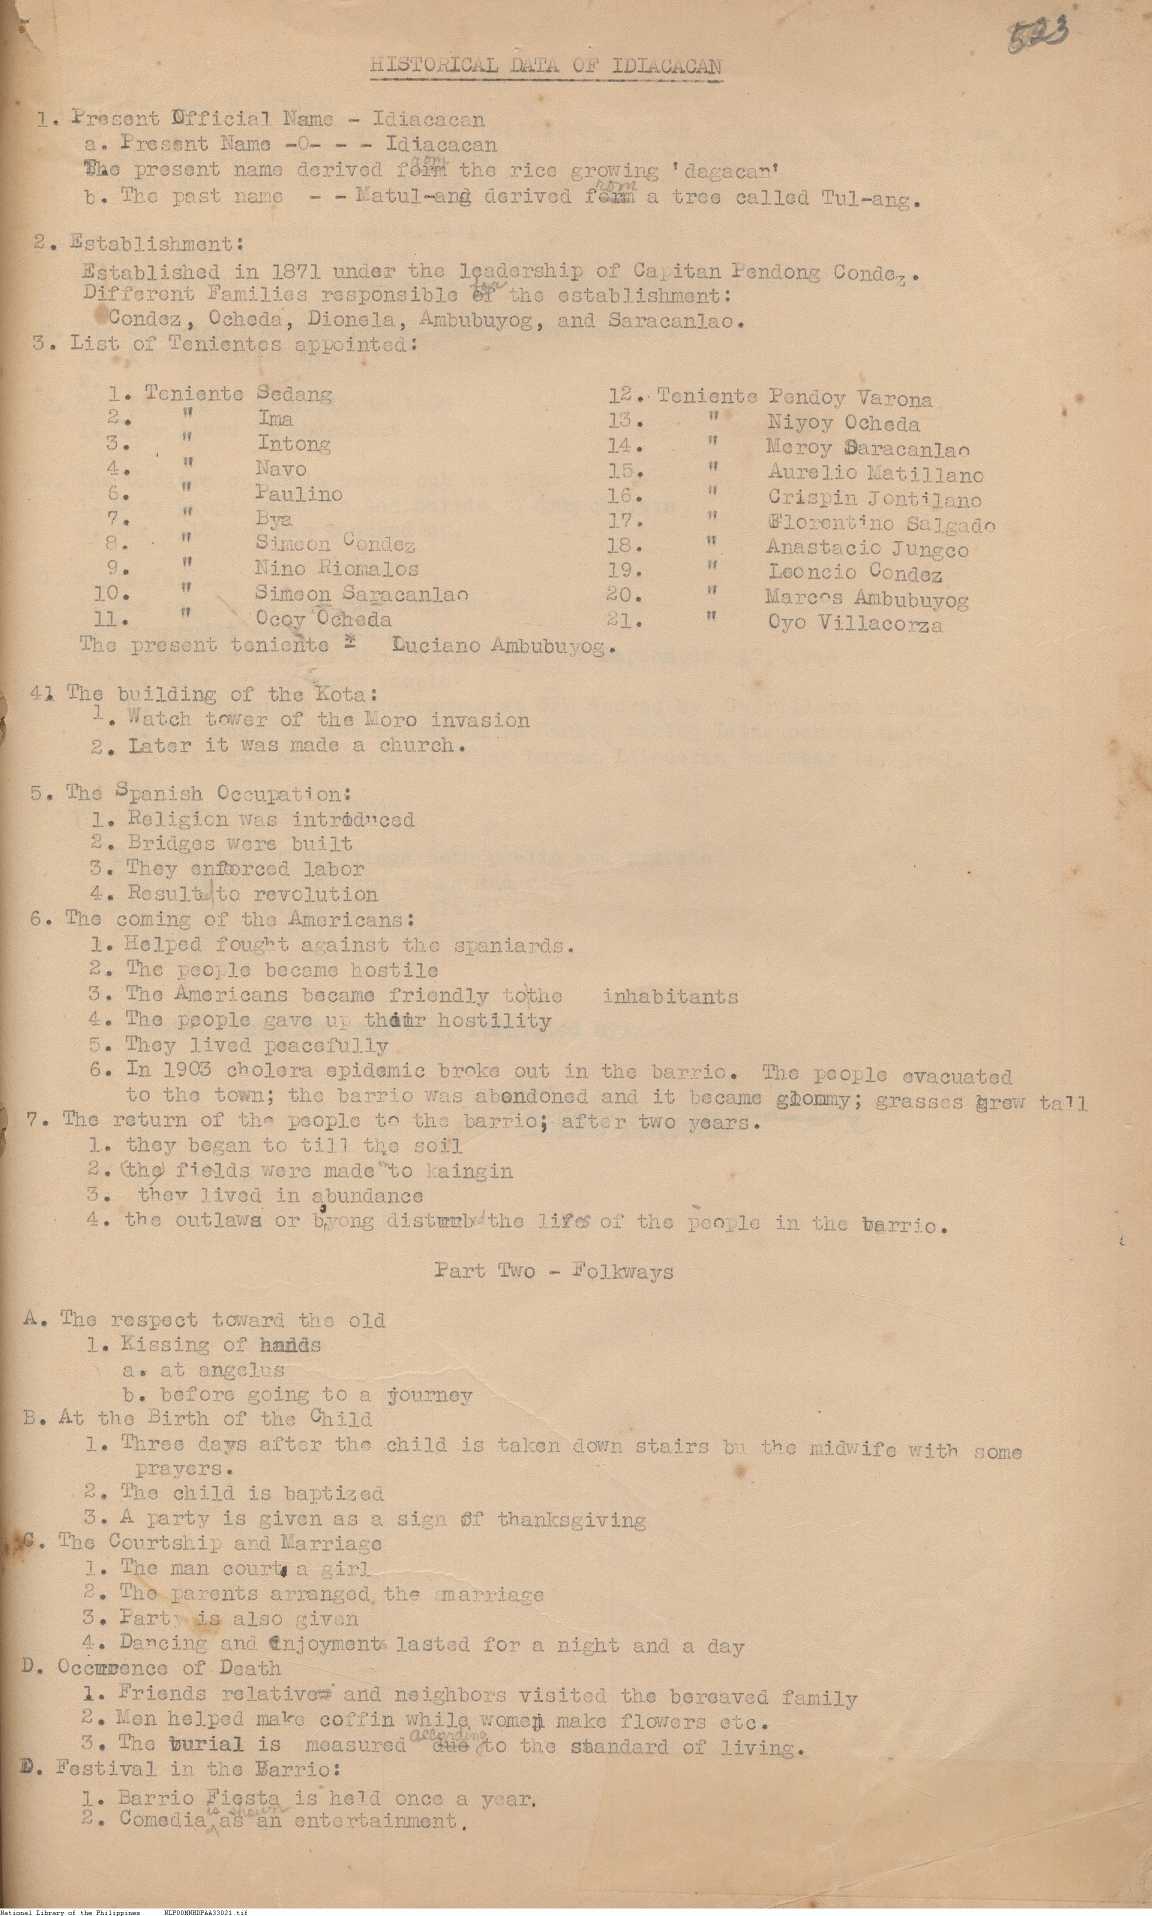 523
HISTORICAL DATA OF IDIACACAN
1. Present Official Name - Idiacacan
a. Present Name -O- - - Idiacacan
The present name derived from the rice growing 'dagacan'
b. The past name - - Matul-ang derived from a tree called Tul-ang.
2. Establishment:
Established in 1871 under the leadership of Capitan Pendong Condez.
Different Families responsible for the establishment:
Condez, Ocheda, Dionela, Ambubuyog, and Saracanlao.
3. List of Tenientes appointed:
1. Teniente Sedang 12. Teniente Pendoy Varona
2. " Ima 13. " Niyoy Ocheda
3. " Intong 14. " Meroy Saracanlao
4. " Navo 15. " Aurelio Matillano
6. " Paulino 16. " Crispin Jontilano
7. " Bya 17. " Florentino Salgado
8. " Simeon Condez 18. " Anastacio Jungco
9. " Nino Riomalos 19. " Leoncio Condez
10. " Simeon Saracanlao 20. " Marcos Ambubuyog
11. " Ocoy Ocheda 21. " Oyo Villacorza
The present teniente - Luciano Ambubuyog.
41 The building of the Kota:
1. Watch tower of the Moro invasion
2. Later it was made a church.
5. The Spanish Occupation:
1. Religion was introduced
2. Bridges were built
3. They enforced labor
4. Resulted to revolution
6. The coming of the Americans:
1. Helped fought against the spaniards.
2. The people became hostile
3. The Americans became friendly to the inhabitants
4. The people gave up their hostility
5. They lived peacefully
6. In 1903 cholera epidemic broke out in the barrio. The people evacuated
to the town; the barrio was abondoned and it became gloomy; grasses grew tall
7. The return of the people to the barrio; after two years.
1. they began to till the soil
2. (the) fields were made to kaingin
3. they lived in abundance
4. the outlaws or byong disturbed the lifes of the people in the barrio.
Part Two - Folkways
A. The respect toward the old
1. Kissing of hands
a. at angelus
b. before going to a journey
B. At the Birth of the Child
1. Three days after the child is taken down stairs bu the midwife with some
prayers.
2. The child is baptized
3. A party is given as a sign of thanksgiving
C. The Courtship and Marriage
1. The man court a girl
2. The parents arranged the marriage
3. Party is also given
4. Dancing and Enjoyment lasted for a night and a day
D. Occurence of Death
1. Friends relatives and neighbors visited the bereaved family
2. Men helped make coffin while women make flowers etc.
3. The burial is measured according to the standard of living.
D. Festival in the Barrio:
1. Barrio Fiesta is held once a year.
2. Comedia is shown as an entertainment.
National Library of the Philippines NLP00MNHDPAA33021.tif